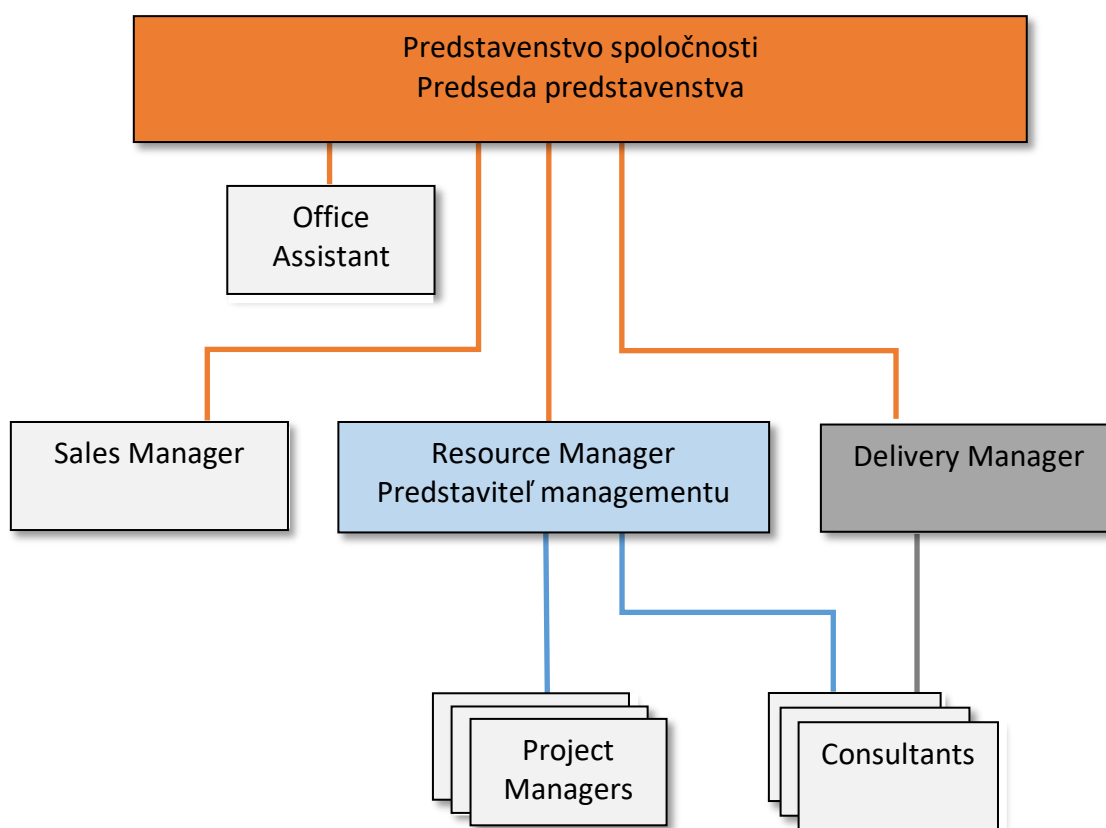 Predstavenstvo spoločnosti
Predseda predstavenstva
Office
Assistant
Sales Manager
Resource Manager
Predstaviteľ managementu
Delivery Manager
Project
Managers
Consultants